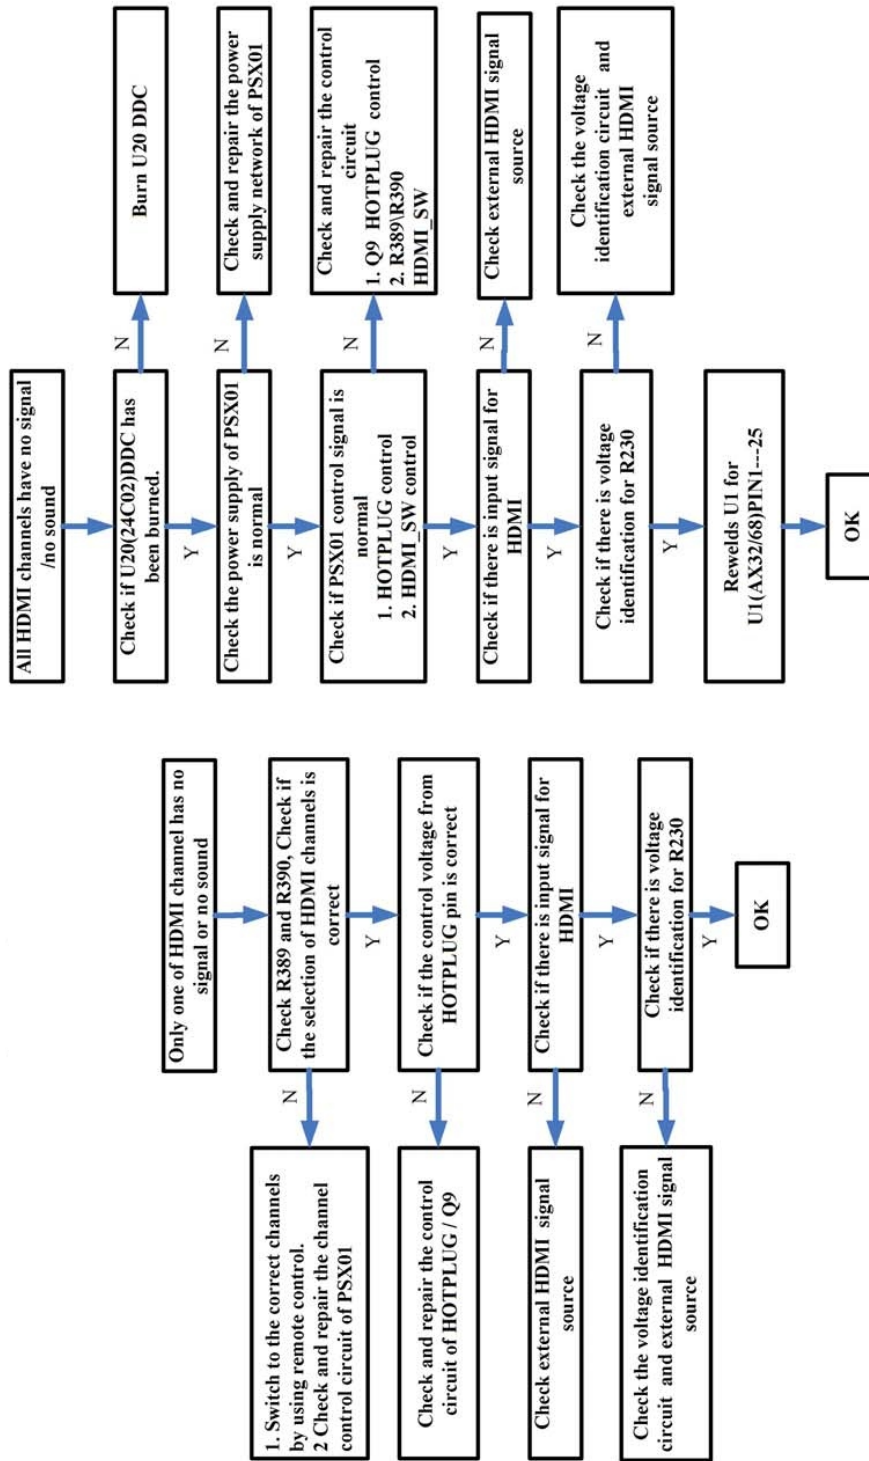 Only one of HDMI channel has no
signal or no sound
Check R389 and R390, Check if
the selection of HDMI channels is
correct
N
1. Switch to the correct channels
by using remote control.
2 Check and repair the channel
control circuit of PSX01
Y
Check if the control voltage from
HOTPLUG pin is correct
N
Check and repair the control
circuit of HOTPLUG / Q9
Y
Check if there is input signal for
HDMI
N
Check external HDMI signal
source
Y
Check if there is voltage
identification for R230
N
Check the voltage identification
circuit and external HDMI signal
source
Y
OK
All HDMI channels have no signal
/no sound
Check if U20(24C02)DDC has
been burned.
N
Burn U20 DDC
Y
Check the power supply of PSX01
is normal
N
Check and repair the power
supply network of PSX01
Y
Check if PSX01 control signal is
normal
1. HOTPLUG control
2. HDMI_SW control
N
Check and repair the control
circuit
1. Q9 HOTPLUG control
2. R389\R390
HDMI_SW
Y
Check if there is input signal for
HDMI
N
Check external HDMI signal
source
Y
Check if there is voltage
identification for R230
N
Check the voltage
identification circuit and
external HDMI
signal source
Y
Rewelds U1 for
U1(AX32/68)PIN1---25
OK